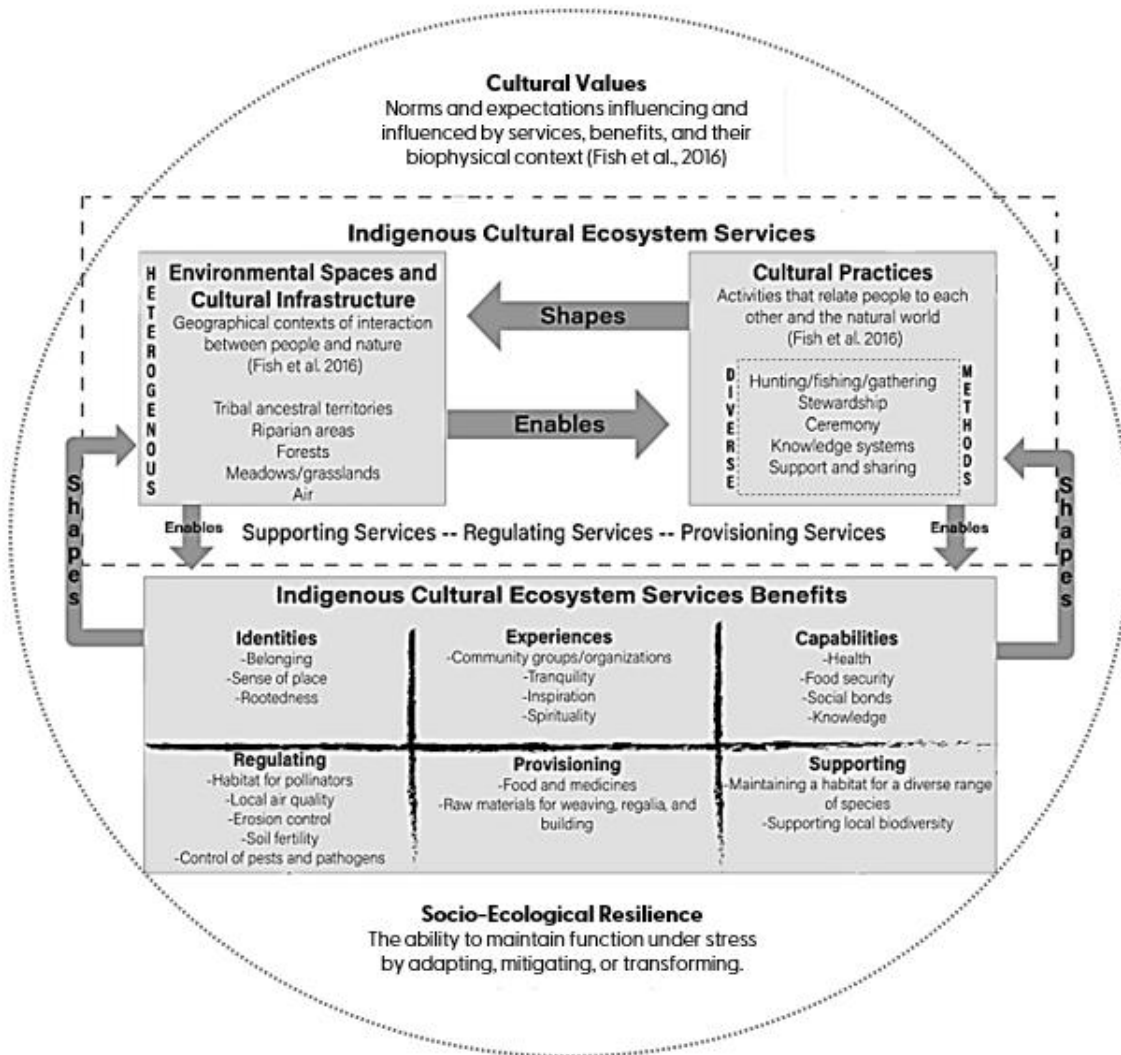 Cultural Values
Norms and expectations influencing and
influenced by services, benefits, and their
biophysical context (Fish et al., 2016)
Indigenous Cultural Ecosystem Services
HETEROGENOUS
Environmental Spaces and
Cultural Infrastructure
Geographical contexts of interaction
between people and nature
(Fish et al. 2016)
Tribal ancestral territories
Riparian areas
Forests
Meadows/grasslands
Air
Shapes
Enables
Cultural Practices
Activities that relate people to each
other and the natural world
(Fish et al. 2016)
DIVERSE
Hunting/fishing/gathering
Stewardship
Ceremony
Knowledge systems
Support and sharing
METHODS
Shapes
Enables
Supporting Services -- Regulating Services -- Provisioning Services
Enables
Shapes
Indigenous Cultural Ecosystem Services Benefits
Identities
-Belonging
-Sense of place
-Rootedness
Experiences
-Community groups/organizations
-Tranquility
-Inspiration
-Spirituality
Capabilities
-Health
-Food security
-Social bonds
-Knowledge
Regulating
-Habitat for pollinators
-Local air quality
-Erosion control
-Soil fertility
-Control of pests and pathogens
Provisioning
-Food and medicines
-Raw materials for weaving, regalia, and
building
Supporting
-Maintaining a habitat for a diverse range
of species
-Supporting local biodiversity
Socio-Ecological Resilience
The ability to maintain function under stress
by adapting, mitigating, or transforming.